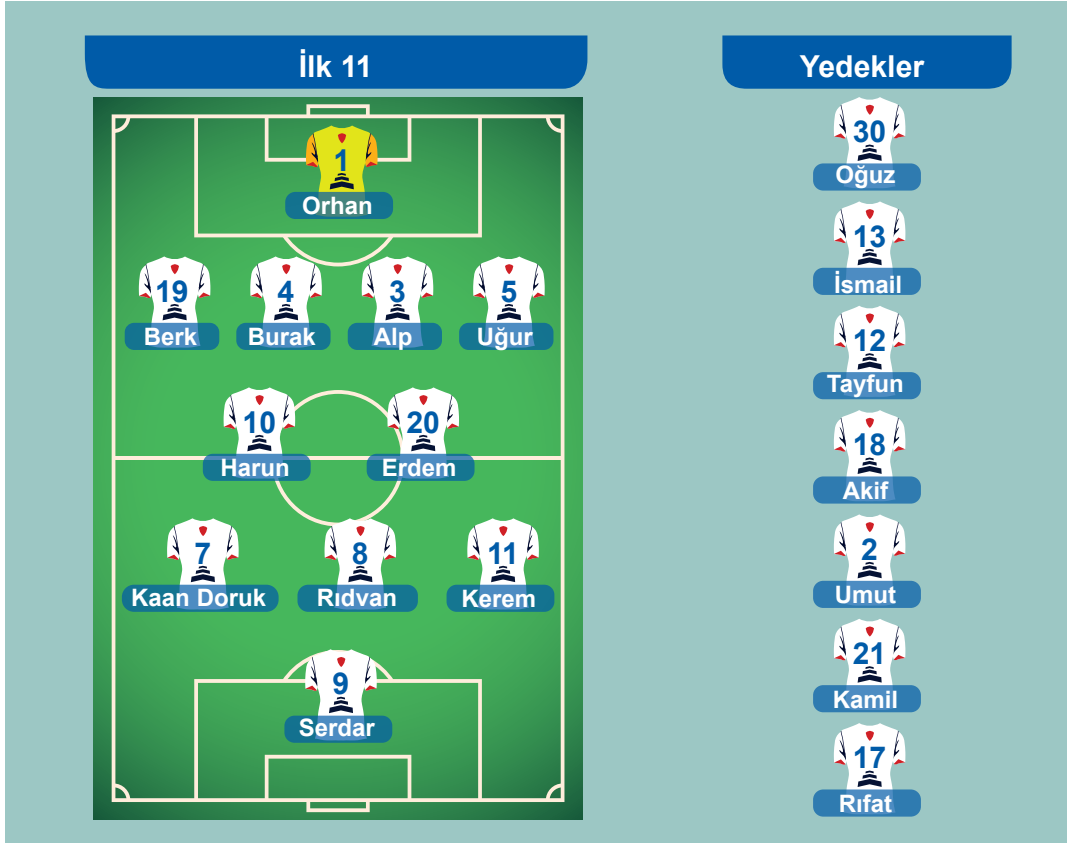 İlk 11
1
Orhan
19
Berk
4
Burak
3
Alp
5
Uğur
10
Harun
20
Erdem
7
Kaan Doruk
8
Rıdvan
11
Kerem
9
Serdar
Yedekler
30
Oğuz
13
İsmail
12
Tayfun
18
Akif
2
Umut
21
Kamil
17
Rıfat